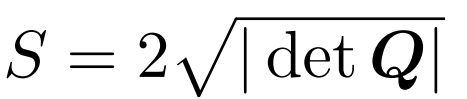 S = 2√|det Q|